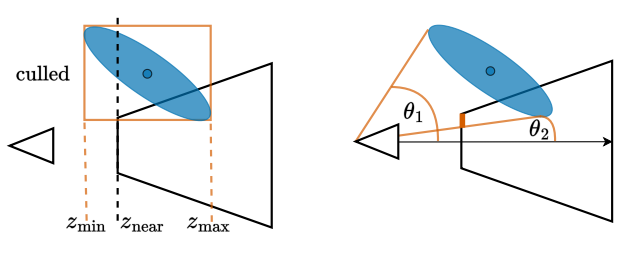 culled
z_min z_near z_max
θ_1
θ_2